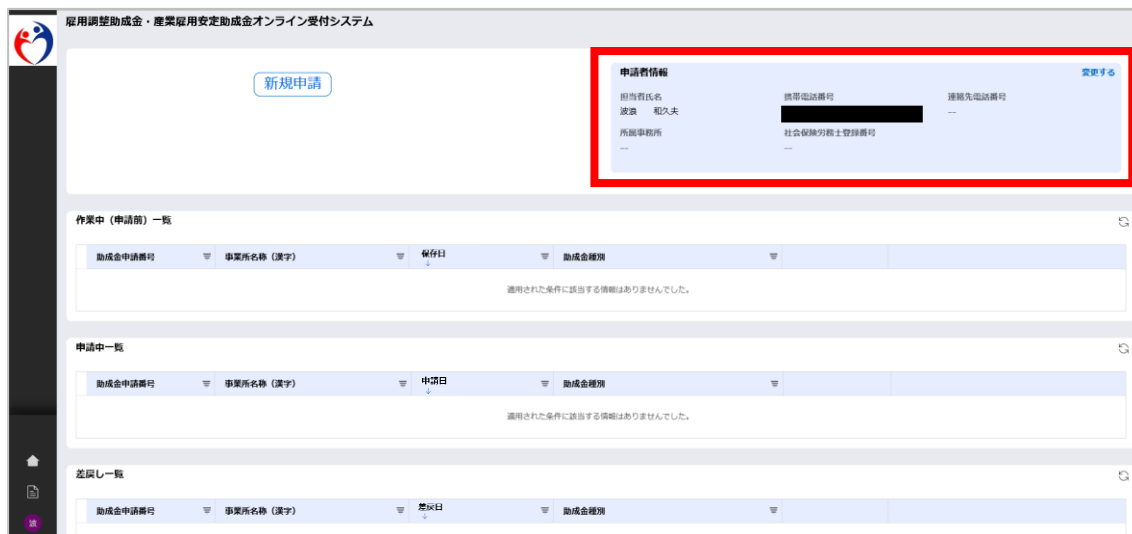 雇用調整助成金・産業雇用安定助成金オンライン受付システム
新規申請
申請者情報 変更する
担当者氏名 携帯電話番号 連絡先電話番号
波浪 和久夫 --
所属事務所 社会保険労務士登録番号
-- --
作業中（申請前）一覧
助成金申請番号 事業所名称（漢字） 保存日 ↓ 助成金種別
適用された条件に該当する情報はありませんでした。
申請中一覧
助成金申請番号 事業所名称（漢字） 申請日 ↓ 助成金種別
適用された条件に該当する情報はありませんでした。
差戻し一覧
助成金申請番号 事業所名称（漢字） 差戻日 ↓ 助成金種別
波